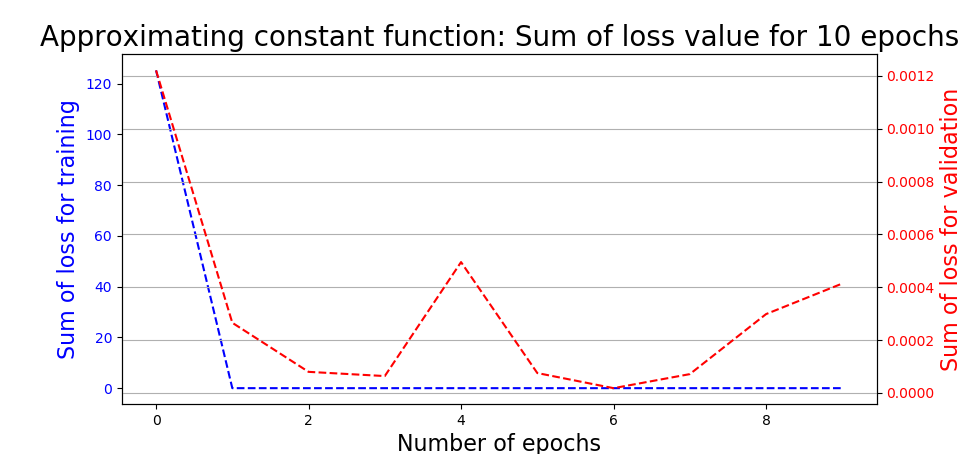 Approximating constant function: Sum of loss value for 10 epochs
Sum of loss for training
120
100
80
60
40
20
0
0.0012
0.0010
0.0008
0.0006
0.0004
0.0002
0.0000
Sum of loss for validation
0 2 4 6 8
Number of epochs